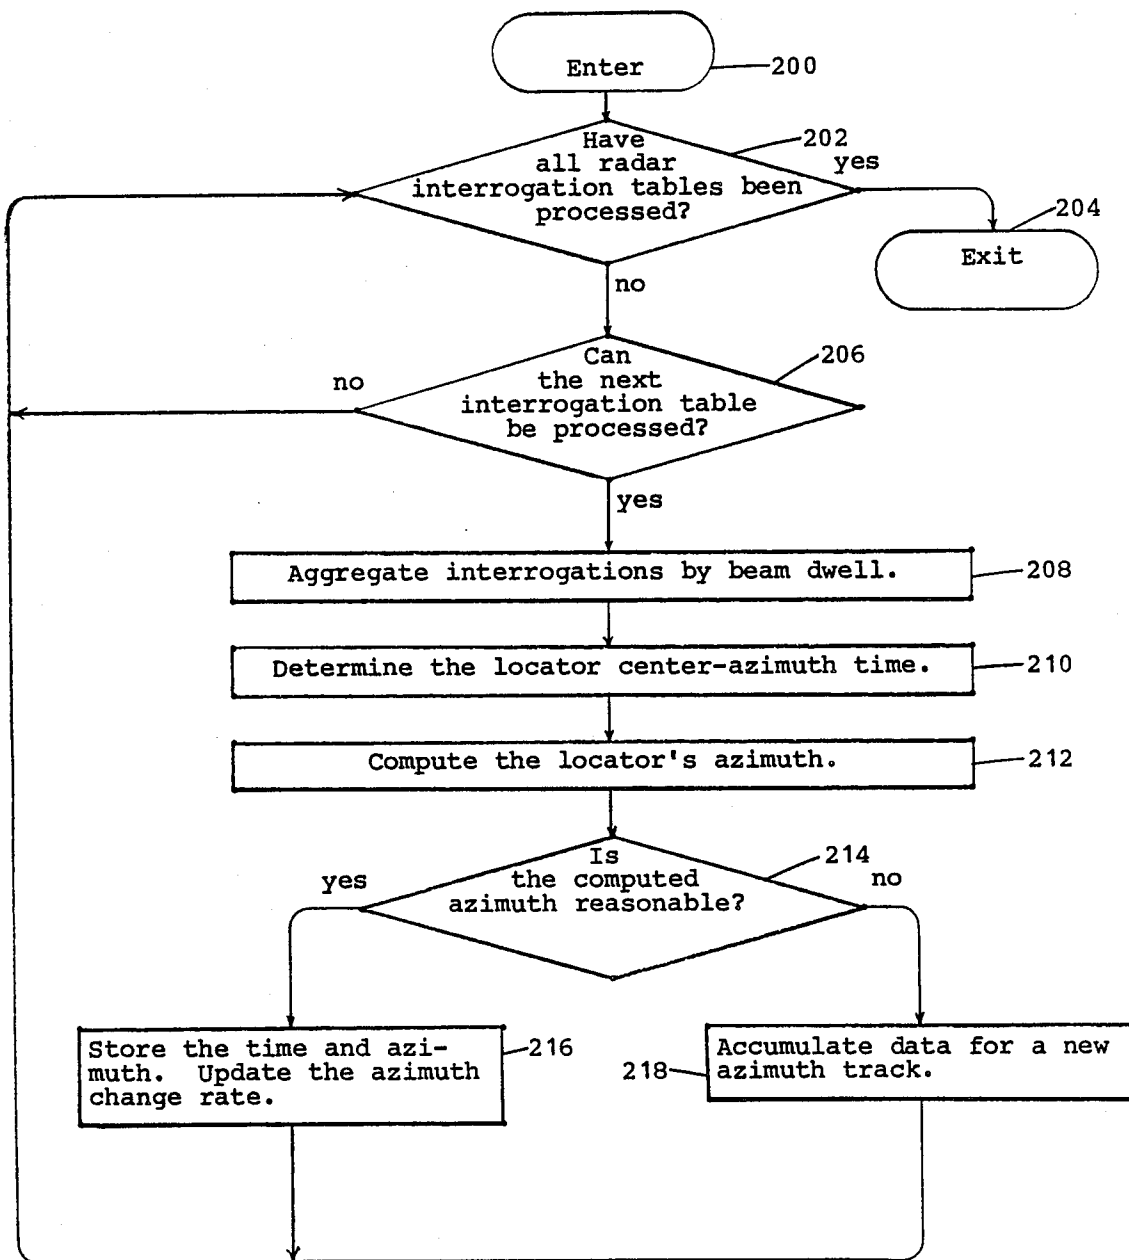 Enter
200
Have
all radar
interrogation tables been
processed?
202
yes
204
Exit
no
Can
the next
interrogation table
be processed?
206
no
yes
Aggregate interrogations by beam dwell.
208
Determine the locator center-azimuth time.
210
Compute the locator's azimuth.
212
Is
the computed
azimuth reasonable?
214
yes
no
Store the time and azi-
muth. Update the azimuth
change rate.
216
218
Accumulate data for a new
azimuth track.